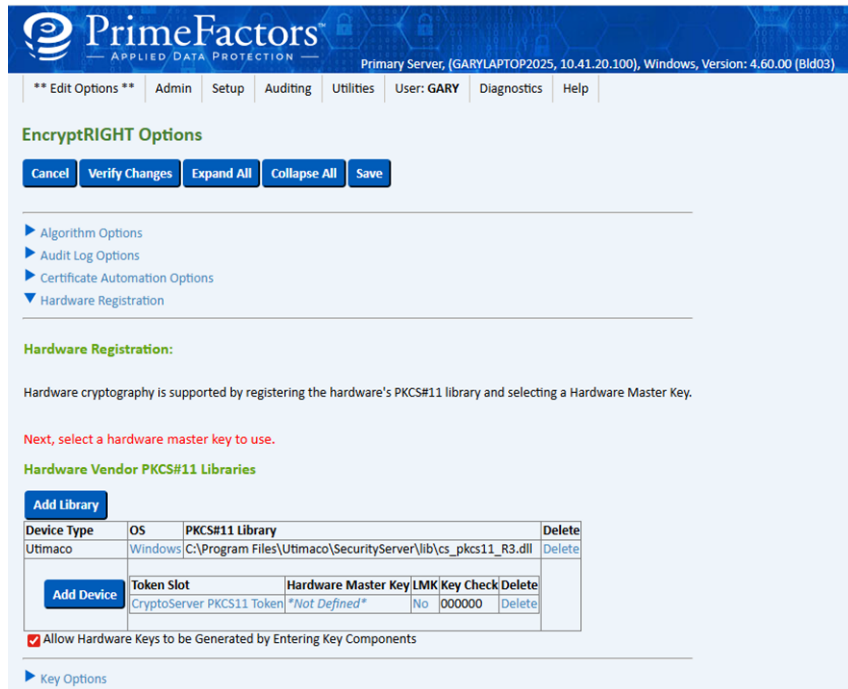 PrimeFactors™
APPLIED DATA PROTECTION
Primary Server, (GARYLAPTOP2025, 10.41.20.100), Windows, Version: 4.60.00 (Bld03)
** Edit Options ** Admin Setup Auditing Utilities User: GARY Diagnostics Help
EncryptRIGHT Options
Cancel Verify Changes Expand All Collapse All Save
Algorithm Options
Audit Log Options
Certificate Automation Options
Hardware Registration
Hardware Registration:
Hardware cryptography is supported by registering the hardware's PKCS#11 library and selecting a Hardware Master Key.
Next, select a hardware master key to use.
Hardware Vendor PKCS#11 Libraries
Add Library
Device Type OS PKCS#11 Library Delete
Utimaco Windows C:\Program Files\Utimaco\SecurityServer\lib\cs_pkcs11_R3.dll Delete
Add Device
Token Slot Hardware Master Key LMK Key Check Delete
CryptoServer PKCS11 Token *Not Defined* No 000000 Delete
Allow Hardware Keys to be Generated by Entering Key Components
Key Options